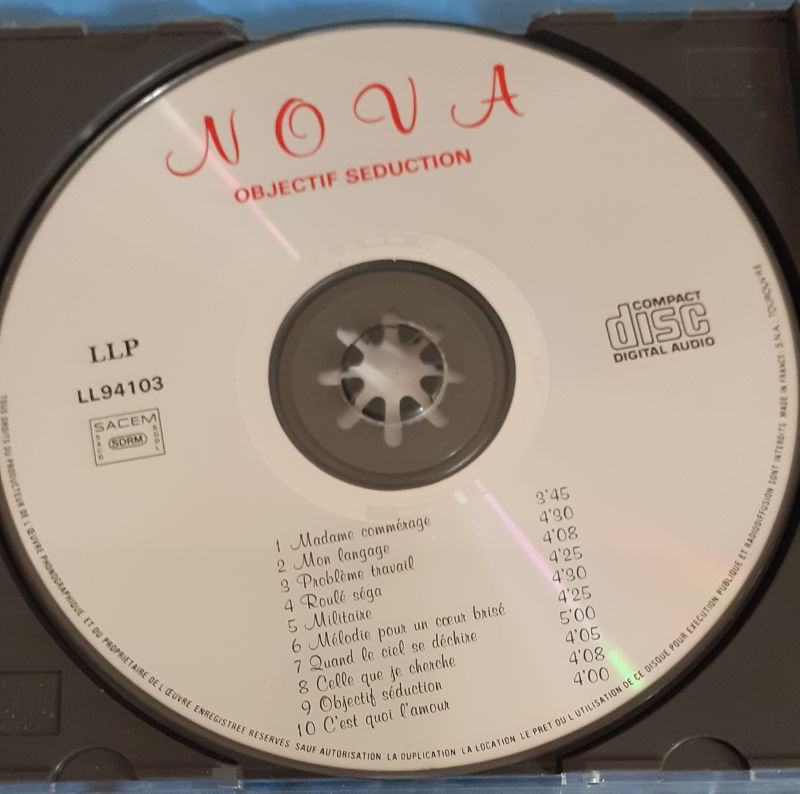 NOVA
OBJECTIF SEDUCTION
COMPACT
disc
DIGITAL AUDIO
LLP
LL94103
SACEM
SACD SDRM SGDL
1 Madame commérage 3'45
2 Mon langage 4'30
3 Problème travail 4'08
4 Roulé séga 4'25
5 Militaire 4'30
6 Mélodie pour un cœur brisé 4'25
7 Quand le ciel se déchire 5'00
8 Celle que je cherche 4'05
9 Objectif séduction 4'08
10 C'est quoi l'amour 4'00
TOUS DROITS DU PRODUCTEUR DE L'ŒUVRE PHONOGRAPHIQUE ET DU PROPRIETAIRE DE L'ŒUVRE ENREGISTREE RESERVES SAUF AUTORISATION LA DUPLICATION LA LOCATION LE PRET OU L'UTILISATION DE CE DISQUE POUR EXECUTION PUBLIQUE ET RADIODIFFUSION SONT INTERDITS MADE IN FRANCE S.N.A. TOUROUVRE